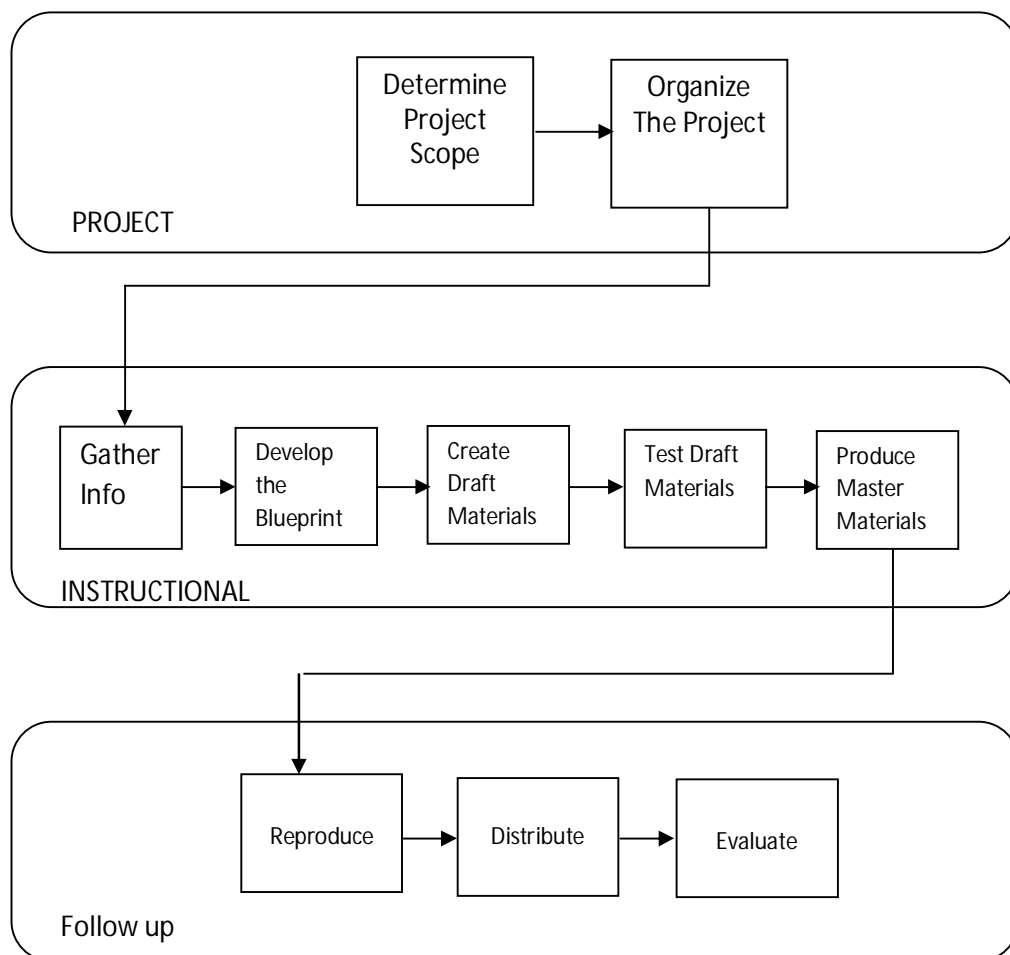 Determine
Project
Scope
Organize
The Project
PROJECT
Gather
Info
Develop
the
Blueprint
Create
Draft
Materials
Test Draft
Materials
Produce
Master
Materials
INSTRUCTIONAL
Reproduce
Distribute
Evaluate
Follow up